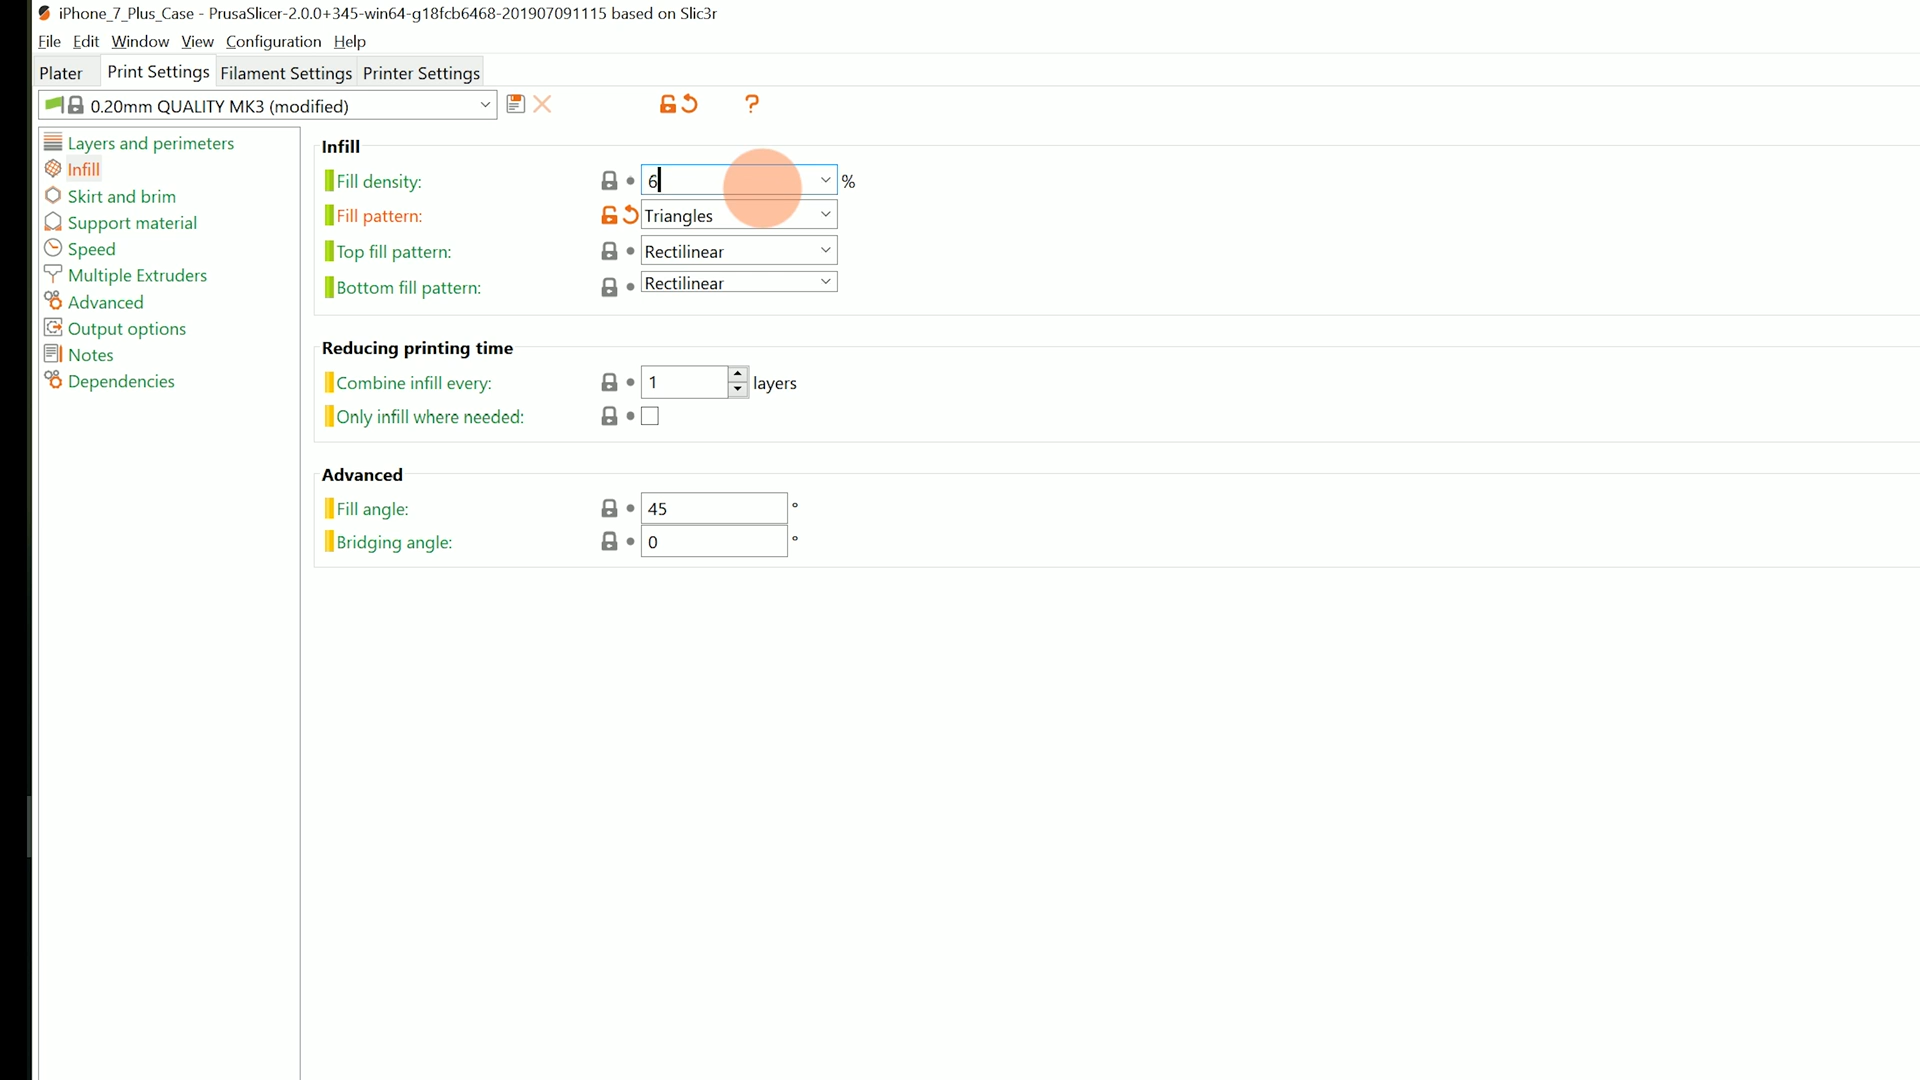 iPhone_7_Plus_Case - PrusaSlicer-2.0.0+345-win64-g18fcb6468-201907091115 based on Slic3r
File Edit Window View Configuration Help
Plater Print Settings Filament Settings Printer Settings
0.20mm QUALITY MK3 (modified) ?
Layers and perimeters
Infill
Skirt and brim
Support material
Speed
Multiple Extruders
Advanced
Output options
Notes
Dependencies
Infill
Fill density: 6 %
Fill pattern: Triangles
Top fill pattern: Rectilinear
Bottom fill pattern: Rectilinear
Reducing printing time
Combine infill every: 1 layers
Only infill where needed:
Advanced
Fill angle: 45 °
Bridging angle: 0 °